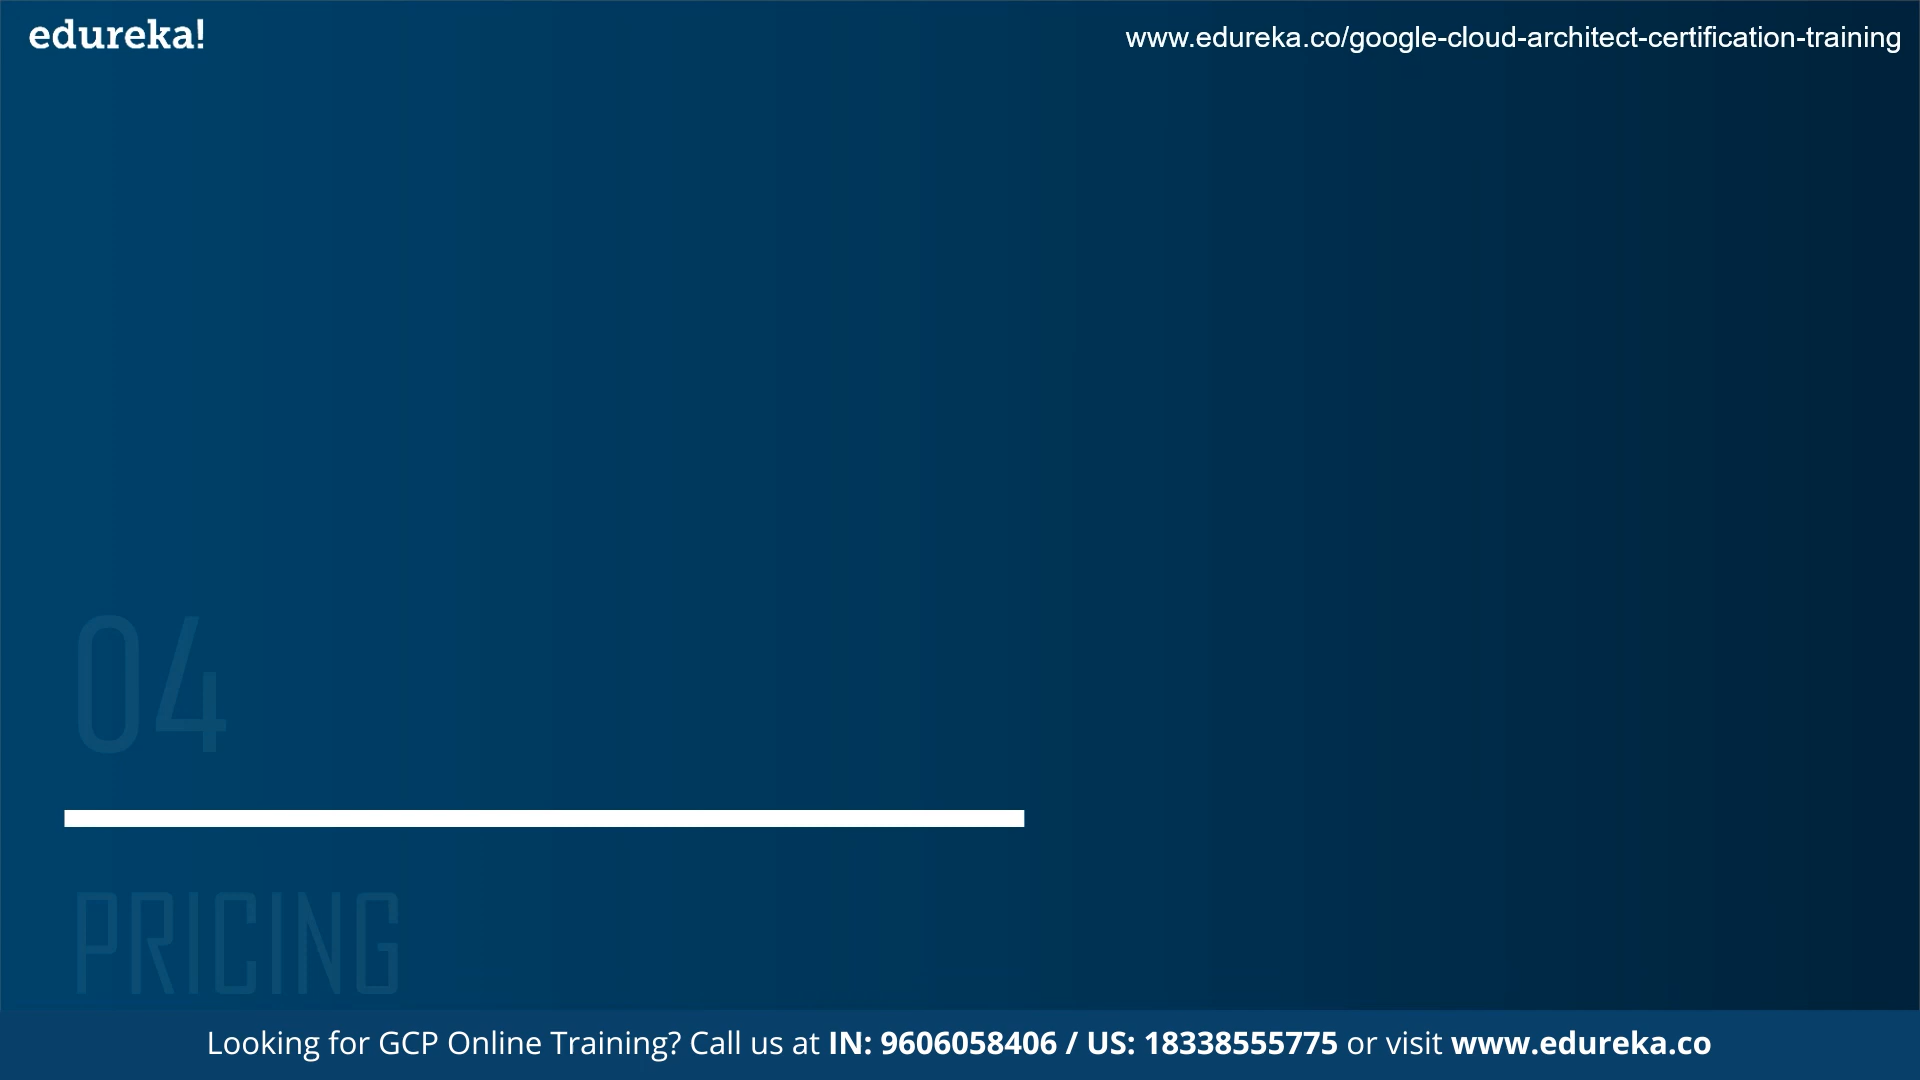 edureka!
www.edureka.co/google-cloud-architect-certification-training
04
PRICING
Looking for GCP Online Training? Call us at IN: 9606058406 / US: 18338555775 or visit www.edureka.co